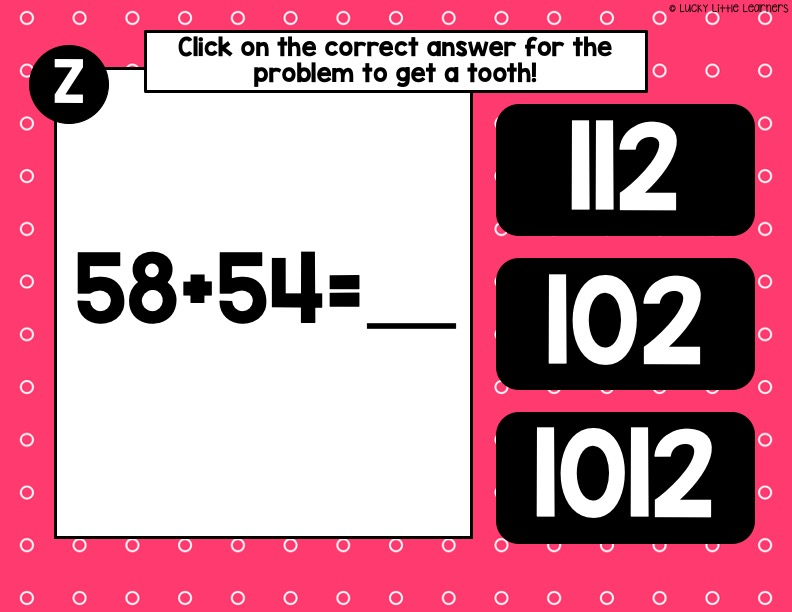 © Lucky Little Learners
Click on the correct answer for the
problem to get a tooth!
Z
58+54=__
112
102
1012